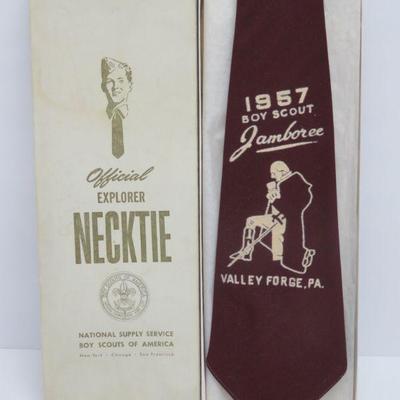 Official
EXPLORER
NECKTIE
NATIONAL SUPPLY SERVICE
BOY SCOUTS OF AMERICA
New York • Chicago • San Francisco
1957
BOY SCOUT
Jamboree
VALLEY FORGE, PA.